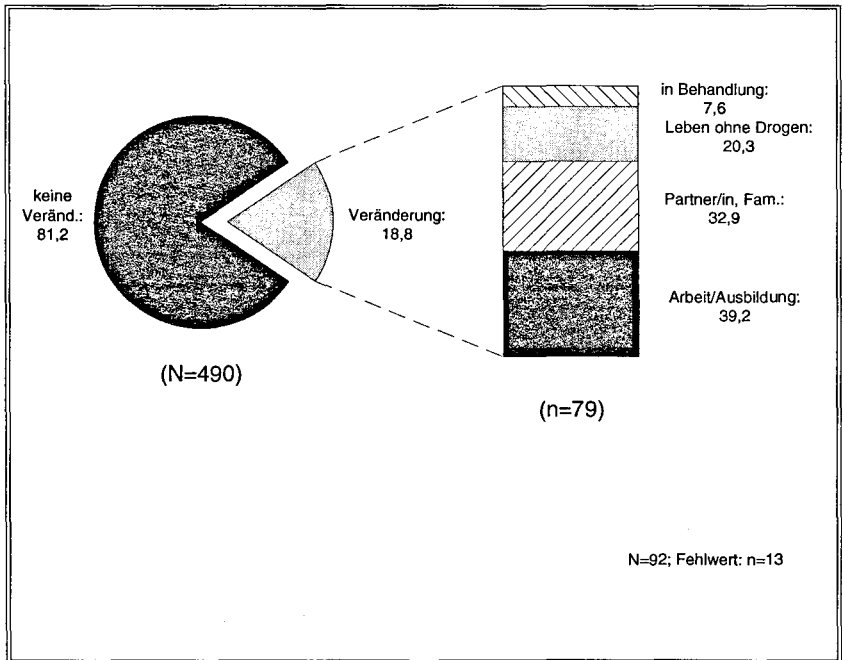 keine
Veränd.:
81,2
Veränderung:
18,8
(N=490)
in Behandlung:
7,6
Leben ohne Drogen:
20,3
Partner/in, Fam.:
32,9
Arbeit/Ausbildung:
39,2
(n=79)
N=92; Fehlwert: n=13